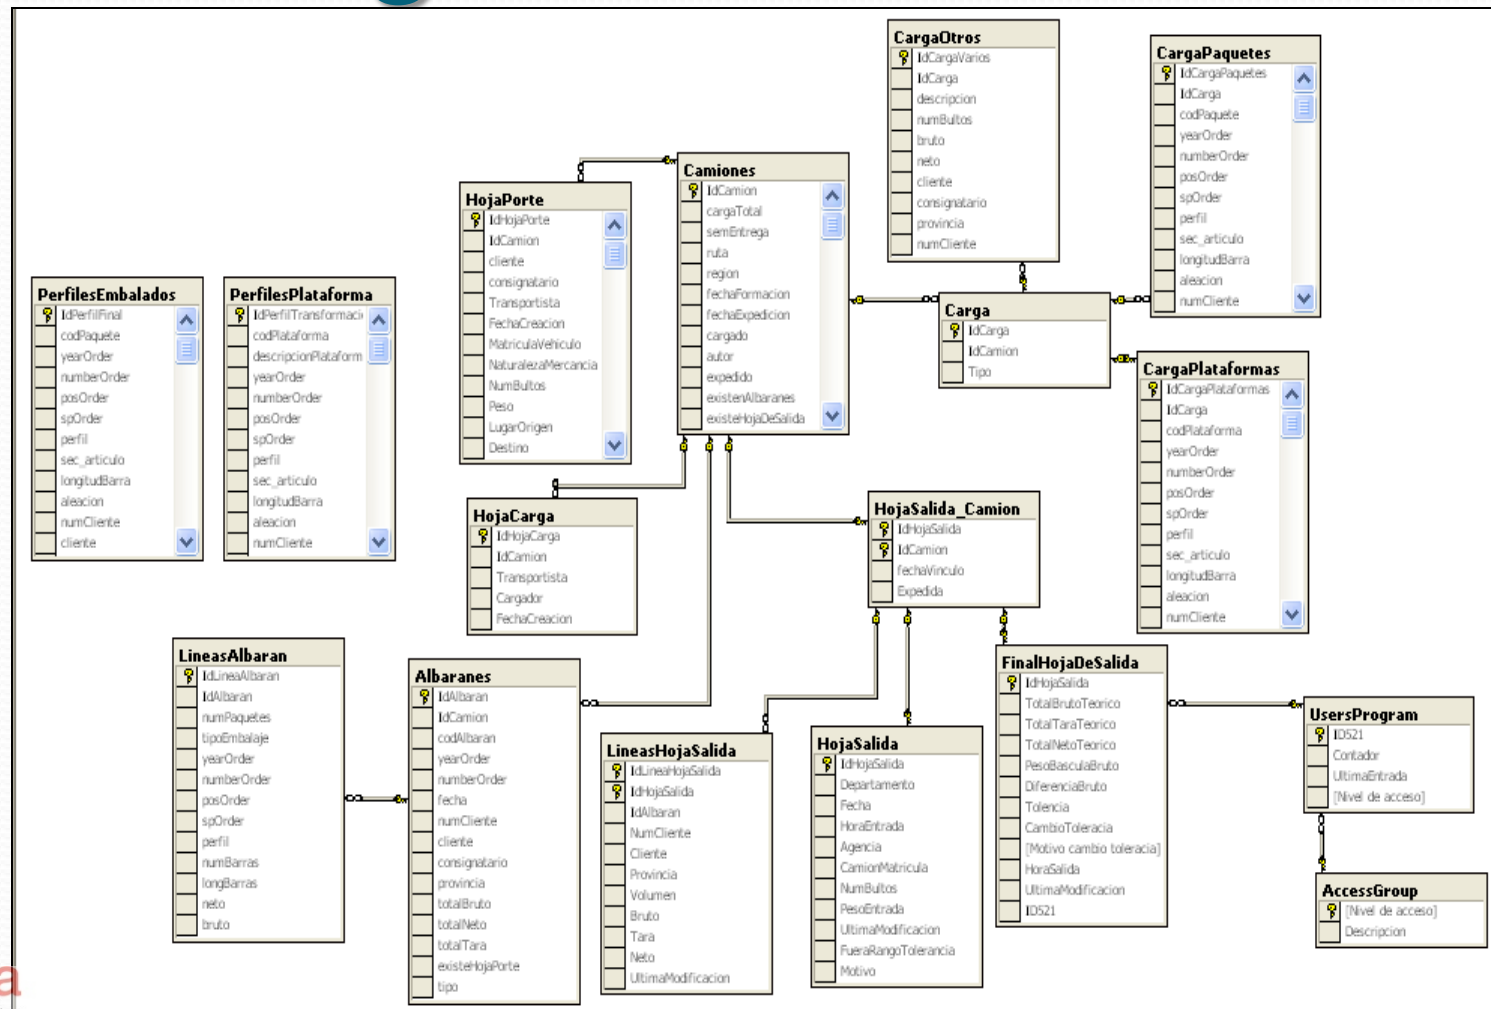 CargaOtros
IdCargaVarios
IdCarga
descripcion
numBultos
bruto
neto
cliente
consignatario
provincia
numCliente
CargaPaquetes
IdCargaPaquetes
IdCarga
codPaquete
yearOrder
numberOrder
posOrder
spOrder
perfil
sec_articulo
longitudBarra
aleacion
numCliente
Camiones
IdCamion
cargaTotal
semEntrega
ruta
region
fechaFormacion
fechaExpedicion
cargado
autor
expedido
existenAlbaranes
existeHojaDeSalida
HojaPorte
IdHojaPorte
IdCamion
cliente
consignatario
Transportista
FechaCreacion
MatriculaVehiculo
NaturalezaMercancia
NumBultos
Peso
LugarOrigen
Destino
PerfilesEmbalados
IdPerfilFinal
codPaquete
yearOrder
numberOrder
posOrder
spOrder
perfil
sec_articulo
longitudBarra
aleacion
numCliente
cliente
PerfilesPlataforma
IdPerfilTransformaci
codPlataforma
descripcionPlataform
yearOrder
numberOrder
posOrder
spOrder
perfil
sec_articulo
longitudBarra
aleacion
numCliente
Carga
IdCarga
IdCamion
Tipo
CargaPlataformas
IdCargaPlataformas
IdCarga
codPlataforma
yearOrder
numberOrder
posOrder
spOrder
perfil
sec_articulo
longitudBarra
aleacion
numCliente
HojaCarga
IdHojaCarga
IdCamion
Transportista
Cargador
FechaCreacion
HojaSalida_Camion
IdHojaSalida
IdCamion
fechaVinculo
Expedida
LineasAlbaran
IdLineaAlbaran
IdAlbaran
numPaquetes
tipoEmbalaje
yearOrder
numberOrder
posOrder
spOrder
perfil
numBarras
longBarras
neto
bruto
Albaranes
IdAlbaran
IdCamion
codAlbaran
yearOrder
numberOrder
fecha
numCliente
cliente
consignatario
provincia
totalBruto
totalNeto
totalTara
existeHojaPorte
tipo
LineasHojaSalida
IdLineaHojaSalida
IdHojaSalida
IdAlbaran
NumCliente
Cliente
Provincia
Volumen
Bruto
Tara
Neto
UltimaModificacion
HojaSalida
IdHojaSalida
Departamento
Fecha
HoraEntrada
Agencia
CamionMatricula
NumBultos
PesoEntrada
UltimaModificacion
FueraRangoTolerancia
Motivo
FinalHojaDeSalida
IdHojaSalida
TotalBrutoTeorico
TotalTaraTeorico
TotalNetoTeorico
PesoBasculaBruto
DiferenciaBruto
Tolencia
CambioToleracia
[Motivo cambio toleracia]
HoraSalida
UltimaModificacion
ID521
UsersProgram
ID521
Contador
UltimaEntrada
[Nivel de acceso]
AccessGroup
[Nivel de acceso]
Descripcion
a